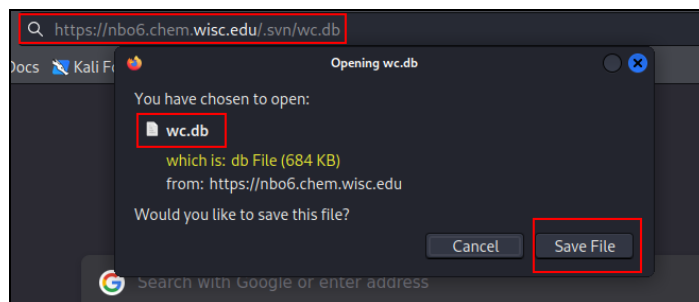 https://nbo6.chem.wisc.edu/.svn/wc.db
Docs Kali Fo
Opening wc.db
You have chosen to open:
wc.db
which is: db File (684 KB)
from: https://nbo6.chem.wisc.edu
Would you like to save this file?
Cancel Save File
G Search with Google or enter address